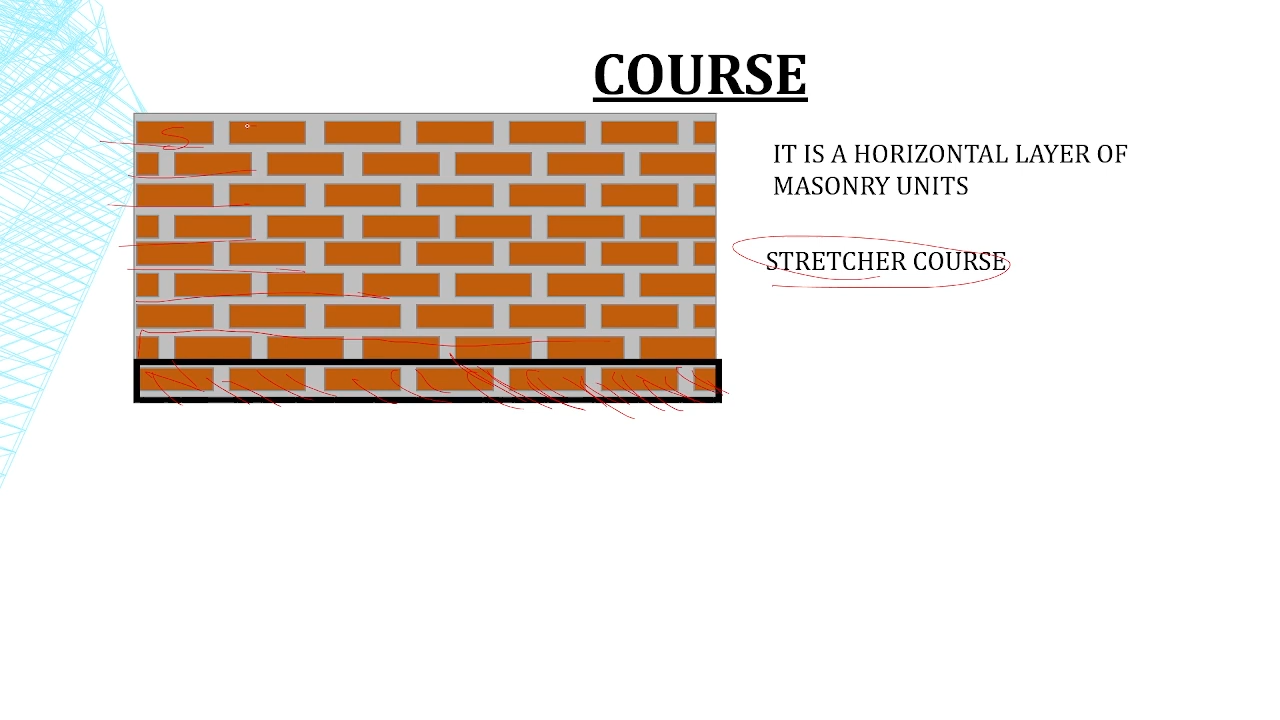 COURSE
S
IT IS A HORIZONTAL LAYER OF
MASONRY UNITS
STRETCHER COURSE